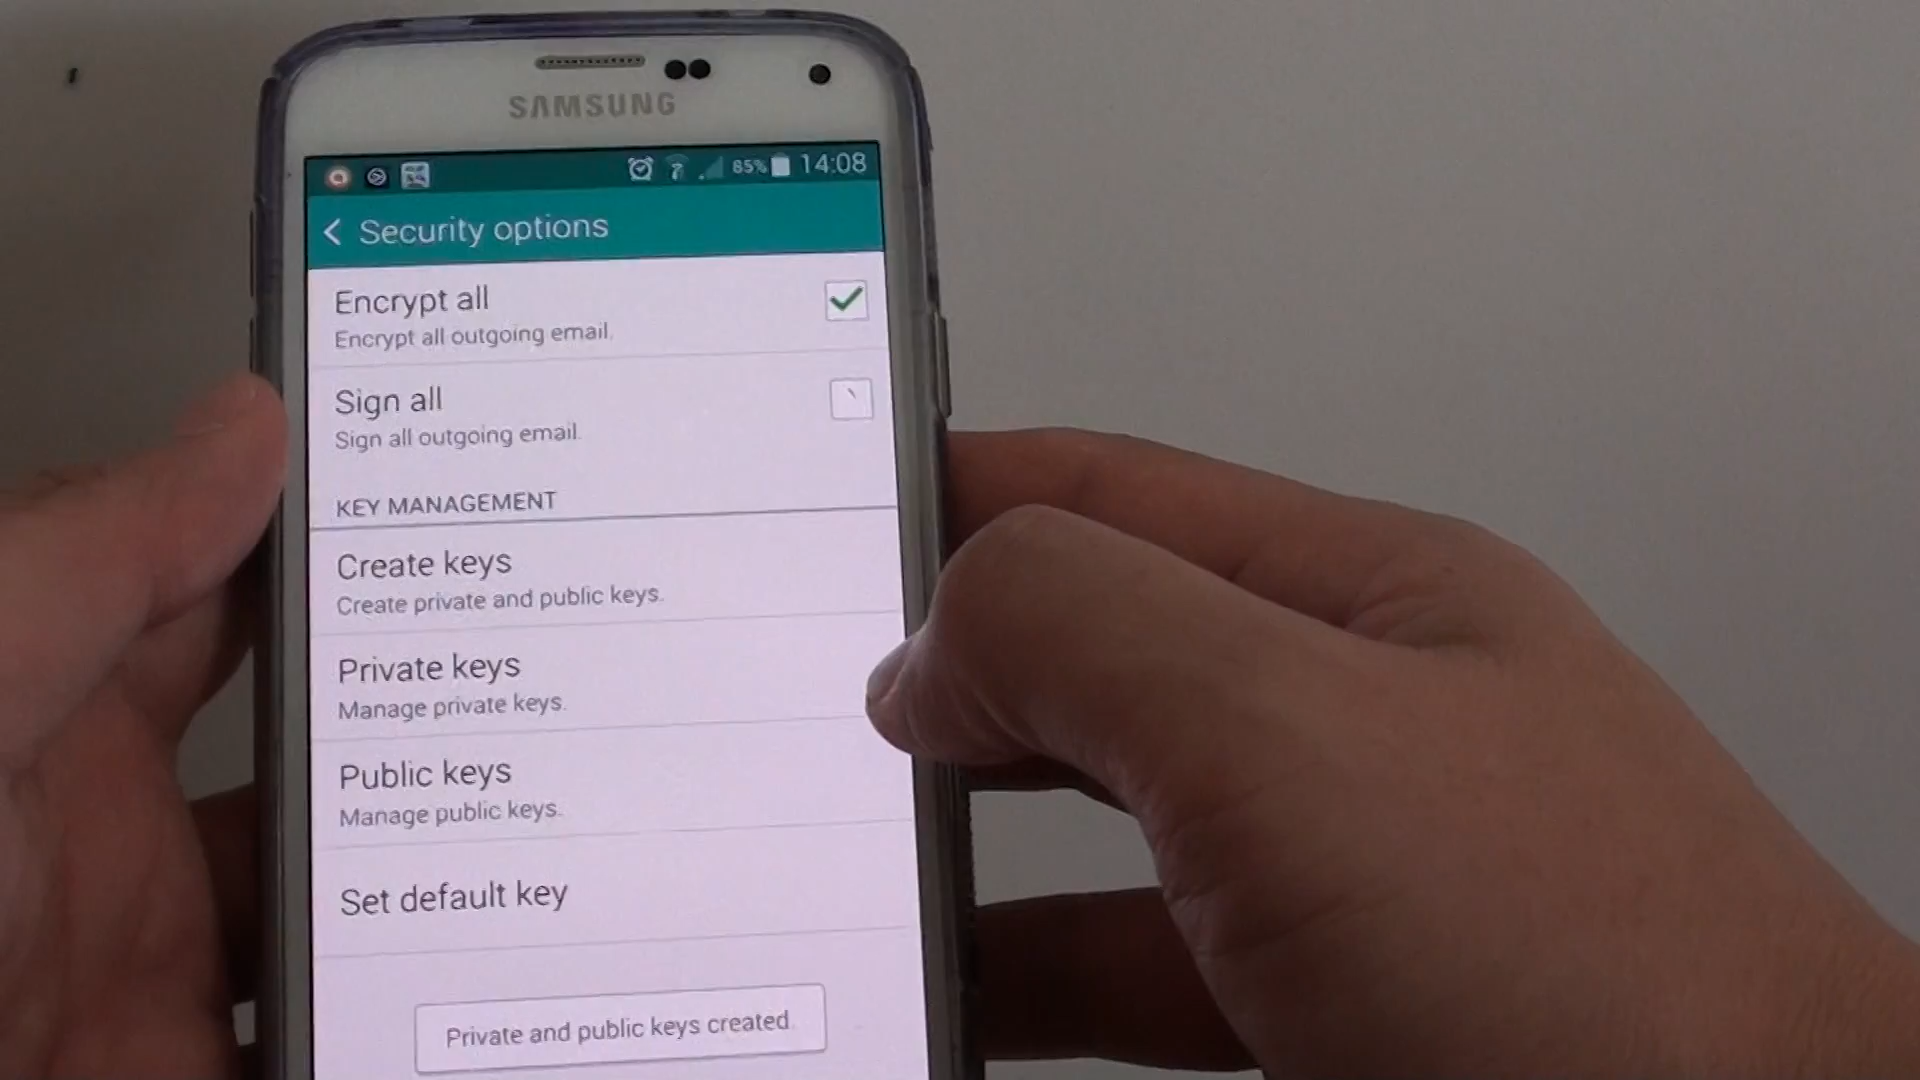 SAMSUNG
85% 14:08
Security options
Encrypt all
Encrypt all outgoing email.
Sign all
Sign all outgoing email.
KEY MANAGEMENT
Create keys
Create private and public keys.
Private keys
Manage private keys.
Public keys
Manage public keys.
Set default key
Private and public keys created.